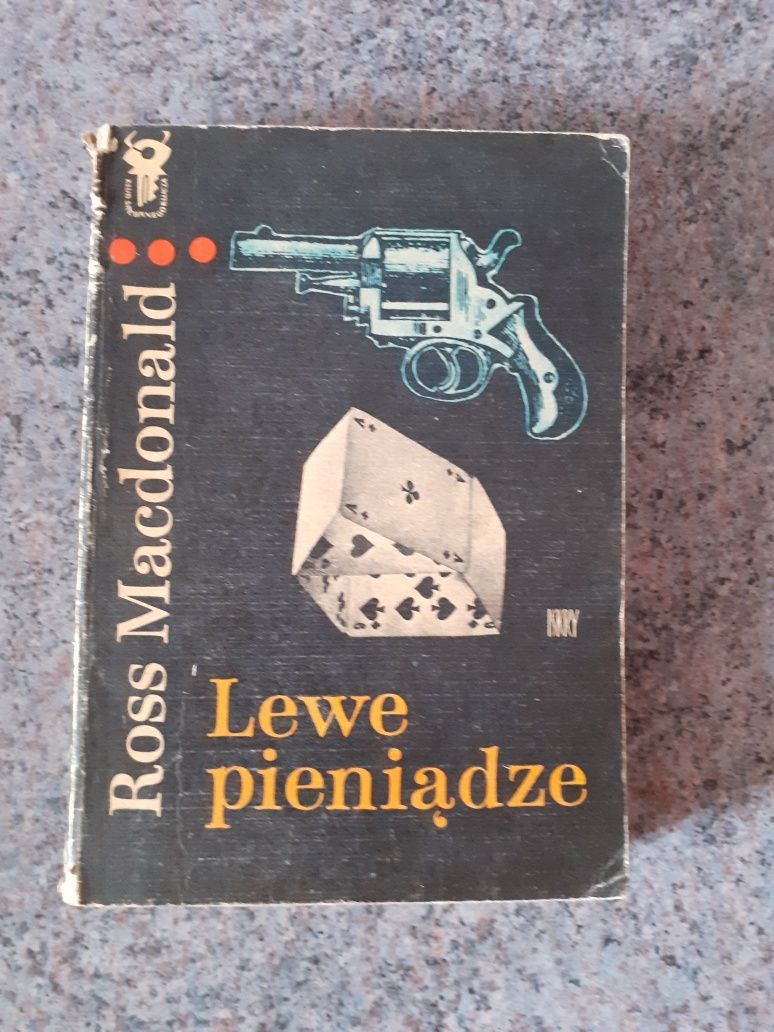 Ross Macdonald
A
A
A
A
Lewe
pieniądze
ISKRY